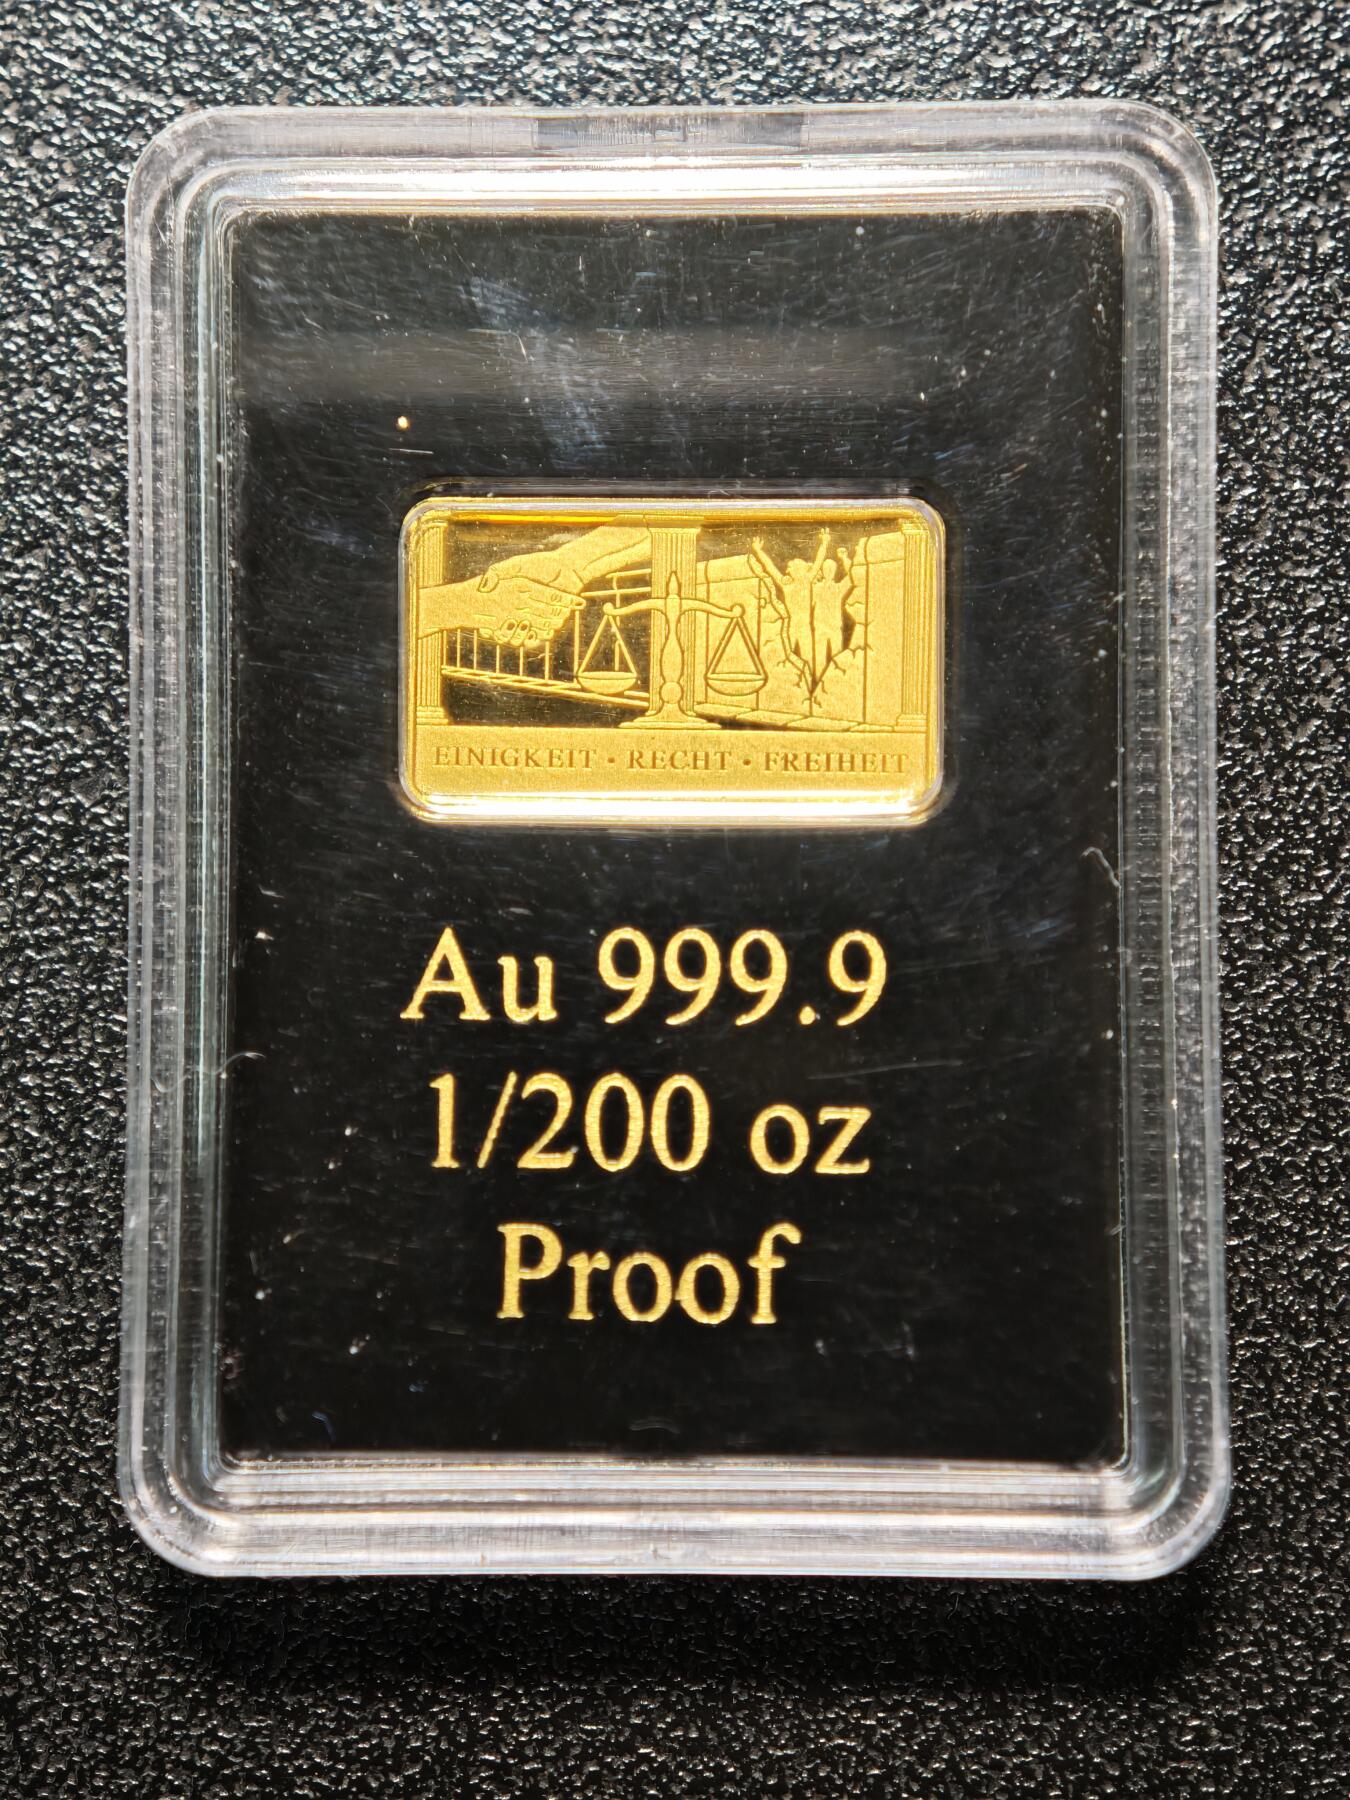 EINIGKEIT · RECHT · FREIHEIT
Au 999.9
1/200 oz
Proof